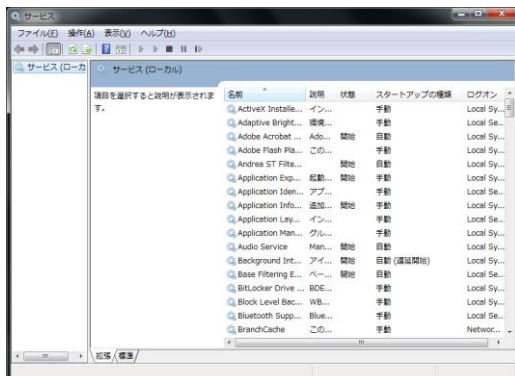 サービス
ファイル(F) 操作(A) 表示(V) ヘルプ(H)
サービス (ローカ
サービス (ローカル)
項目を選択すると説明が表示されます。
名前 説明 状態 スタートアップの種類 ログオン
ActiveX Installe... イン... 手動 Local Sy...
Adaptive Bright... 環境... 手動 Local Se...
Adobe Acrobat ... Ado... 開始 自動 Local Sy...
Adobe Flash Pla... この... 手動 Local Sy...
Andrea ST Filte... 開始 自動 Local Sy...
Application Exp... 起動... 開始 手動 Local Sy...
Application Iden... アプ... 手動 Local Se...
Application Info... 追加... 開始 手動 Local Sy...
Application Lay... イン... 手動 Local Se...
Application Man... グル... 手動 Local Sy...
Audio Service Man... 開始 自動 Local Sy...
Background Int... アイ... 開始 自動 (遅延開始) Local Sy...
Base Filtering E... ベー... 開始 自動 Local Se...
BitLocker Drive ... BDE... 手動 Local Sy...
Block Level Bac... WB... 手動 Local Sy...
Bluetooth Supp... Blue... 手動 Local Se...
BranchCache この... 手動 Networ...
拡張 標準